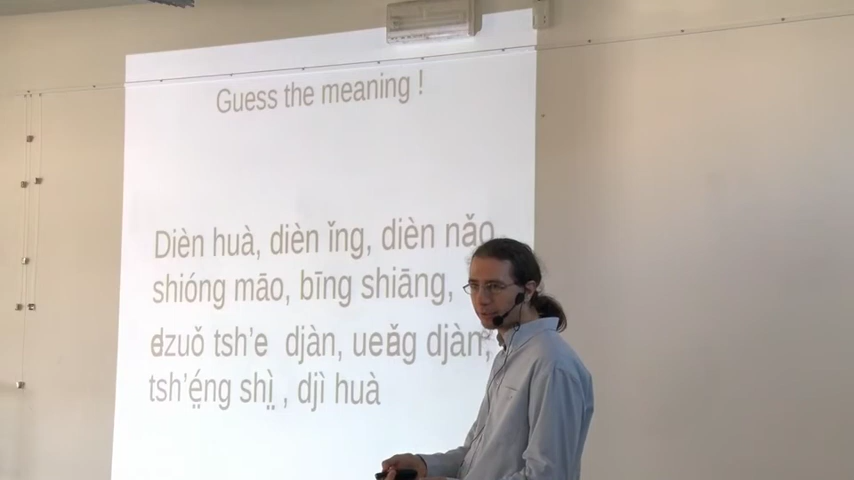 Guess the meaning !
Dièn huà, dièn ǐng, dièn nǎo
shióng māo, bīng shiāng,
dzuǒ tsh'e djàn, ueǎg djàn,
tsh'é̤ng shì̤ , djì huà